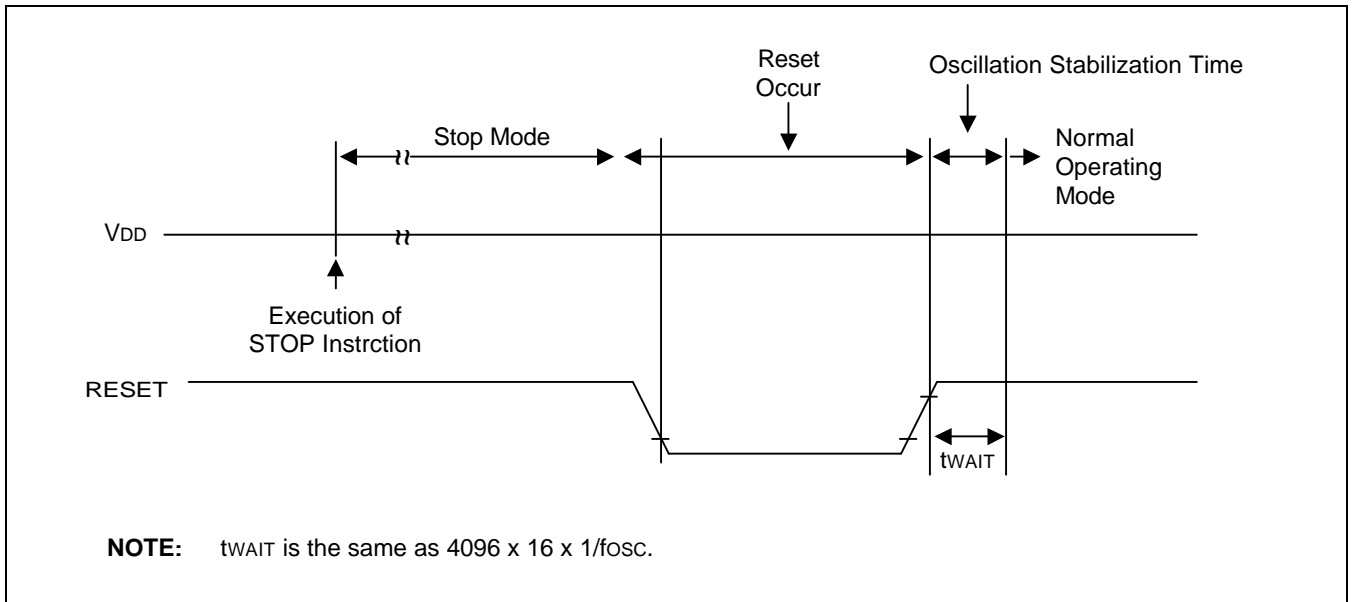 Reset
Occur
Oscillation Stabilization Time
Stop Mode
Normal
Operating
Mode
VDD
Execution of
STOP Instrction
RESET
tWAIT
NOTE: tWAIT is the same as 4096 x 16 x 1/fOSC.